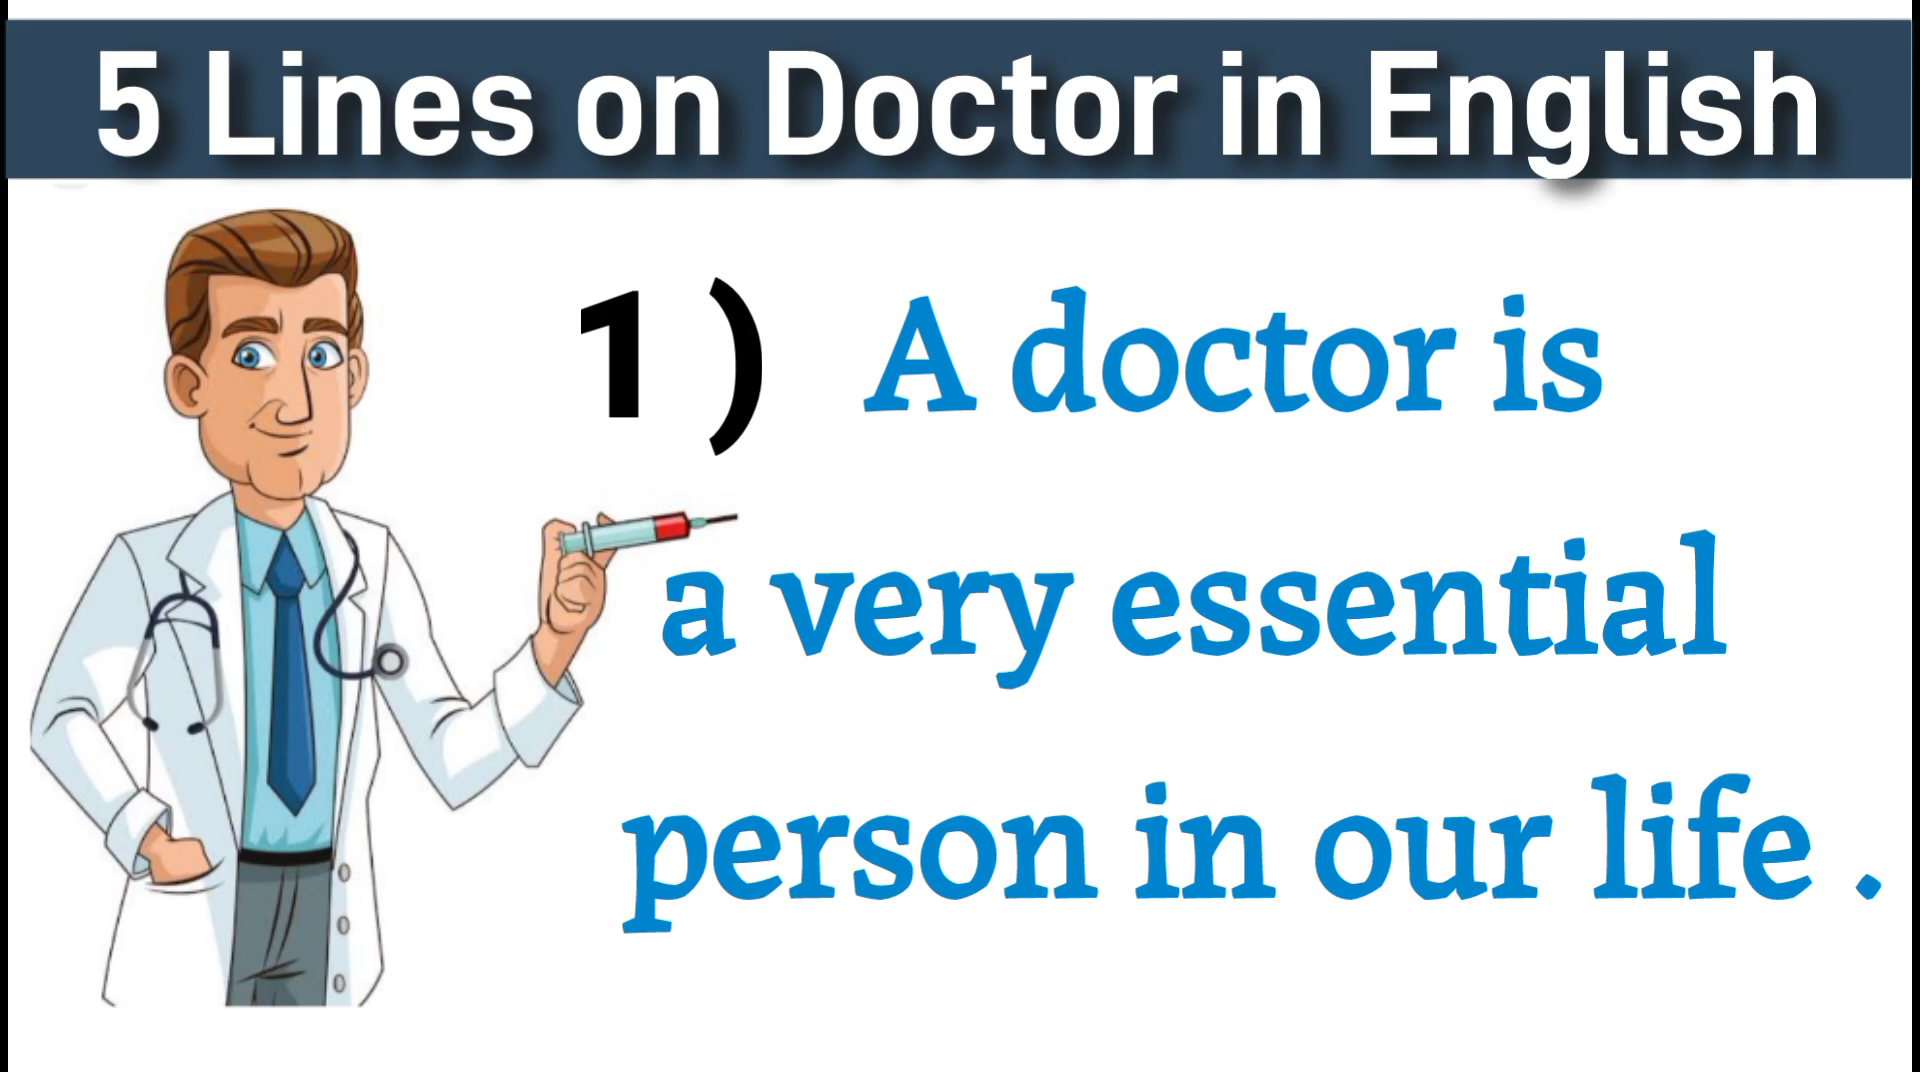 5 Lines on Doctor in English
1 ) A doctor is
a very essential
person in our life .